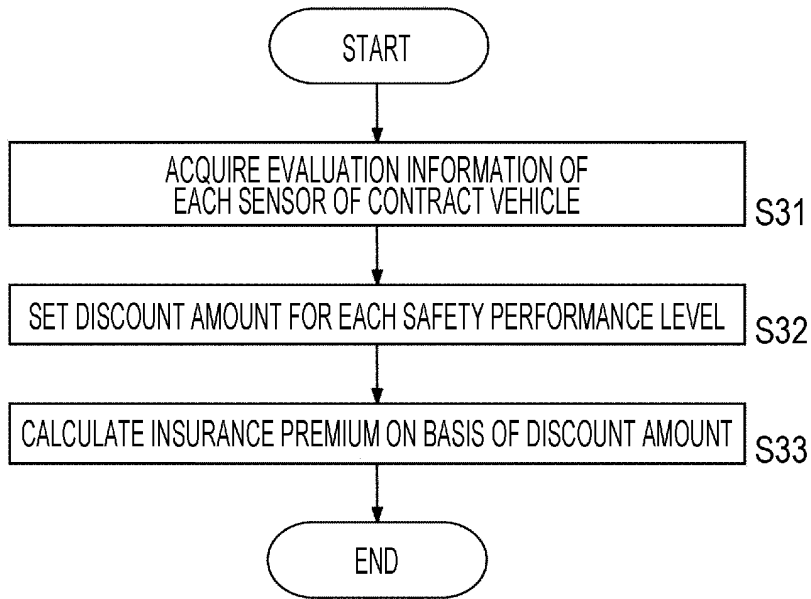 START
ACQUIRE EVALUATION INFORMATION OF
EACH SENSOR OF CONTRACT VEHICLE
S31
SET DISCOUNT AMOUNT FOR EACH SAFETY PERFORMANCE LEVEL
S32
CALCULATE INSURANCE PREMIUM ON BASIS OF DISCOUNT AMOUNT
S33
END